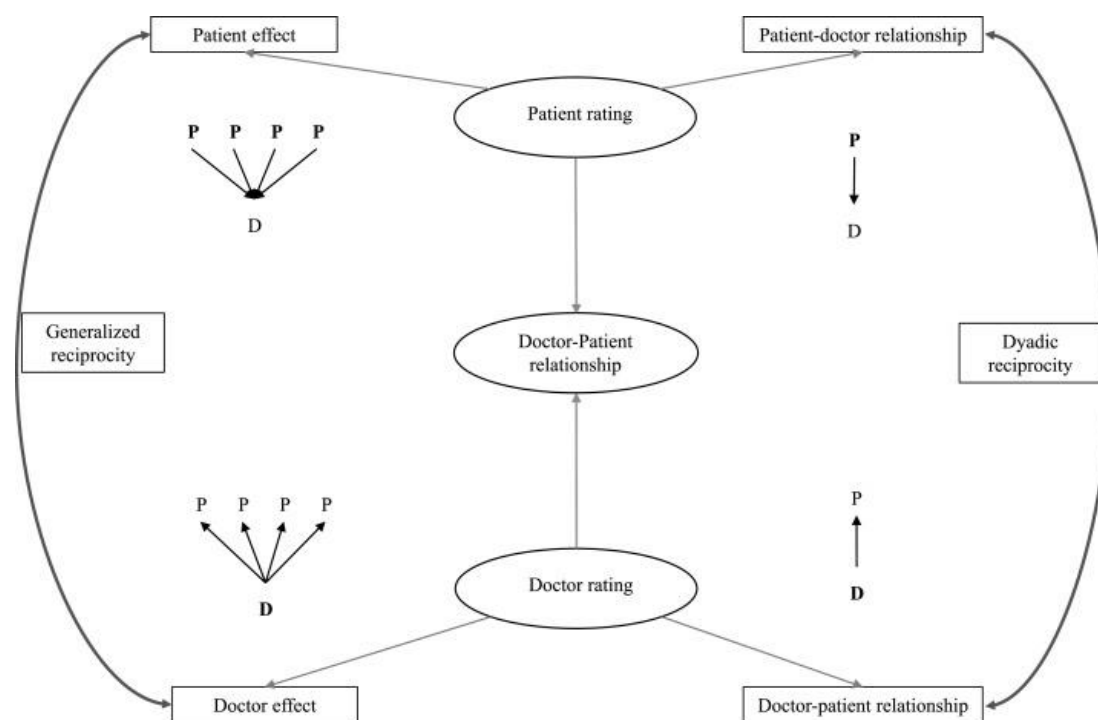 Patient effect
Patient-doctor relationship
Patient rating
P P P P
P
D
D
Generalized
reciprocity
Doctor-Patient
relationship
Dyadic
reciprocity
P P P P
P
Doctor rating
D
D
Doctor effect
Doctor-patient relationship